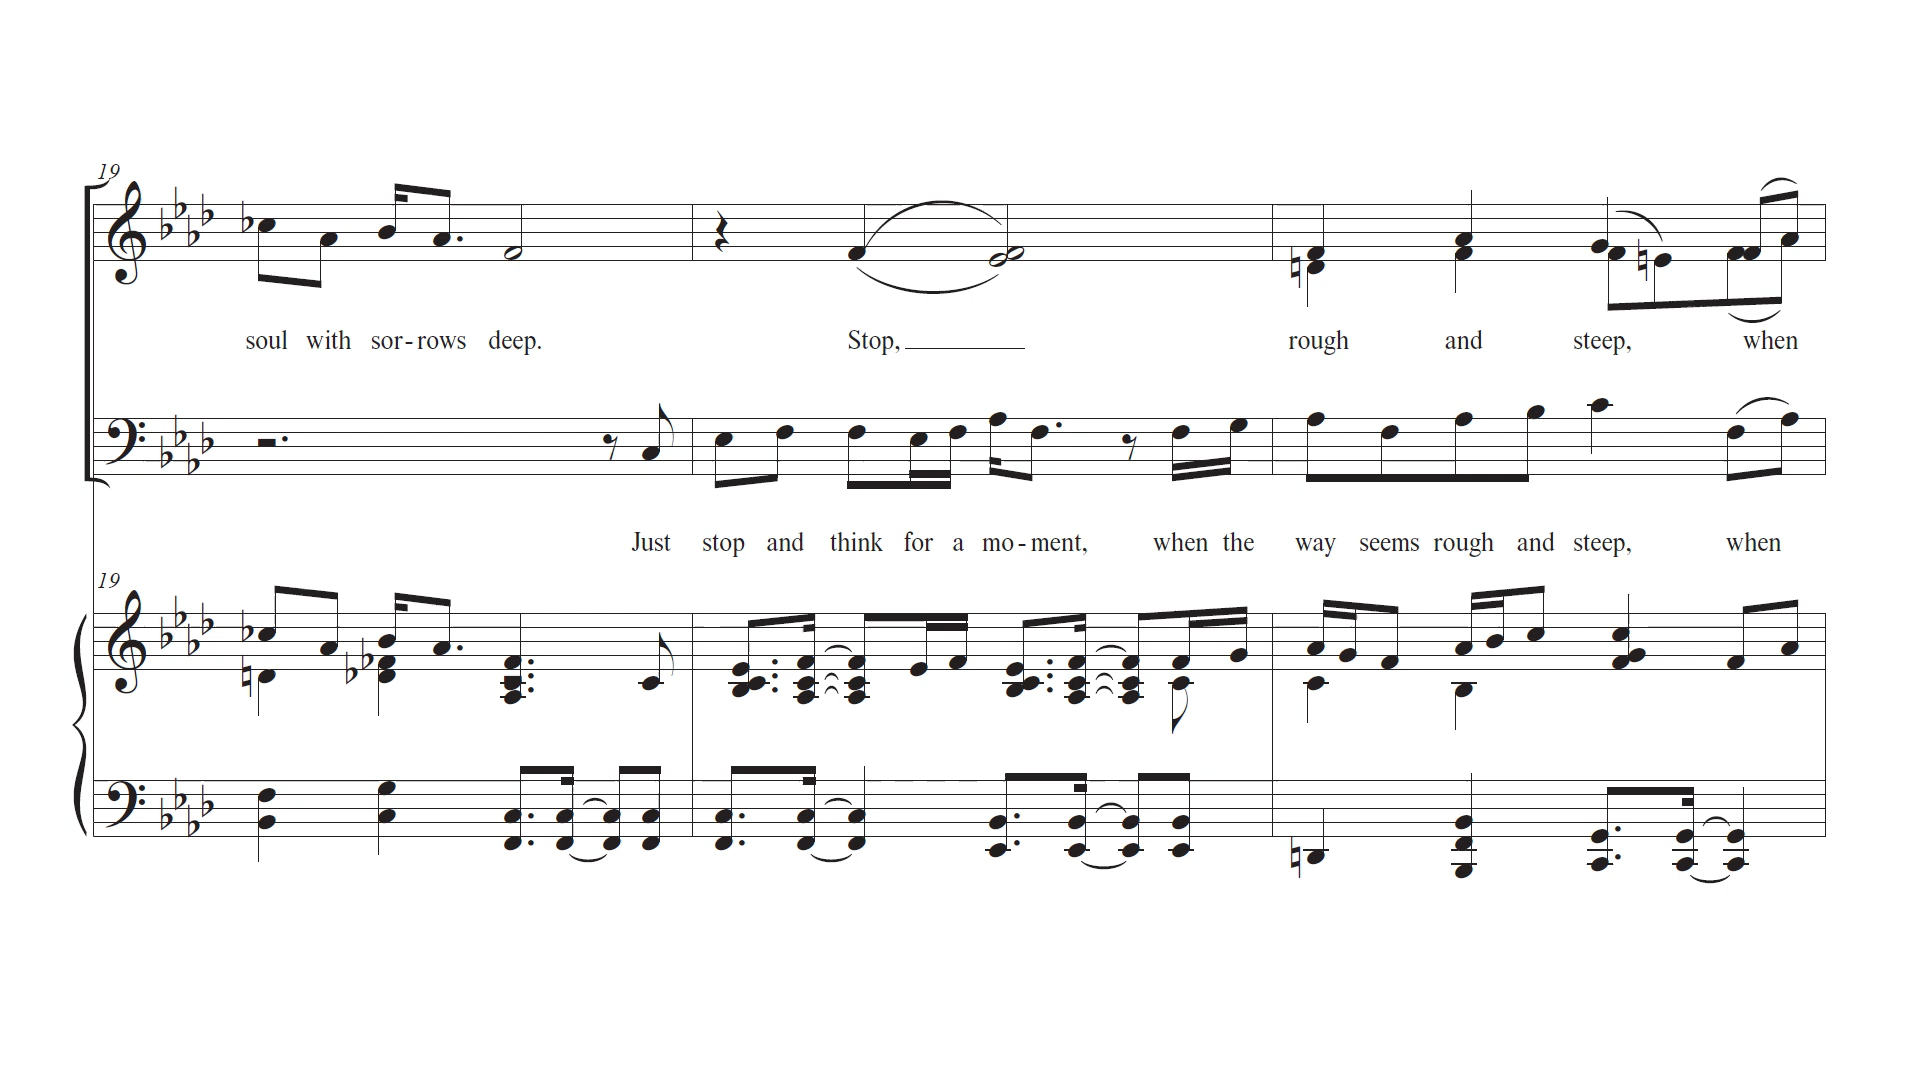 19
soul with sor - rows deep. Stop, rough and steep, when
Just stop and think for a mo - ment, when the way seems rough and steep, when
19